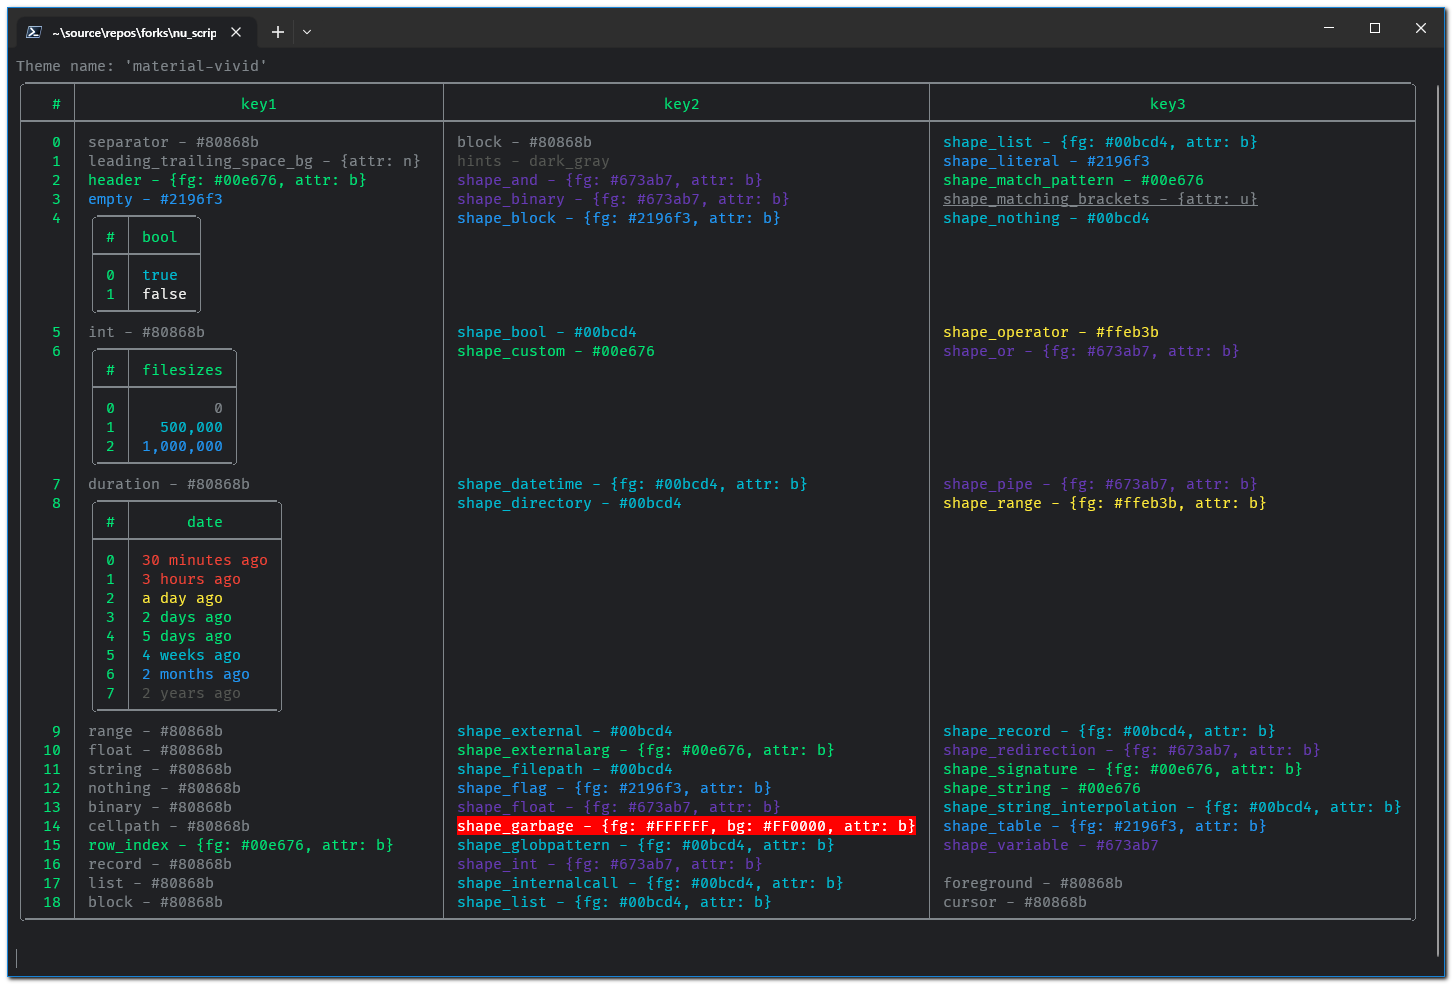 ~\source\repos\forks\nu_scrip
Theme name: 'material-vivid'
# key1 key2 key3
0 separator - #80868b block - #80868b shape_list - {fg: #00bcd4, attr: b}
1 leading_trailing_space_bg - {attr: n} hints - dark_gray shape_literal - #2196f3
2 header - {fg: #00e676, attr: b} shape_and - {fg: #673ab7, attr: b} shape_match_pattern - #00e676
3 empty - #2196f3 shape_binary - {fg: #673ab7, attr: b} shape_matching_brackets - {attr: u}
4 shape_block - {fg: #2196f3, attr: b} shape_nothing - #00bcd4
# bool
0 true
1 false
5 int - #80868b shape_bool - #00bcd4 shape_operator - #ffeb3b
6 shape_custom - #00e676 shape_or - {fg: #673ab7, attr: b}
# filesizes
0 0
1 500,000
2 1,000,000
7 duration - #80868b shape_datetime - {fg: #00bcd4, attr: b} shape_pipe - {fg: #673ab7, attr: b}
8 shape_directory - #00bcd4 shape_range - {fg: #ffeb3b, attr: b}
# date
0 30 minutes ago
1 3 hours ago
2 a day ago
3 2 days ago
4 5 days ago
5 4 weeks ago
6 2 months ago
7 2 years ago
9 range - #80868b shape_external - #00bcd4 shape_record - {fg: #00bcd4, attr: b}
10 float - #80868b shape_externalarg - {fg: #00e676, attr: b} shape_redirection - {fg: #673ab7, attr: b}
11 string - #80868b shape_filepath - #00bcd4 shape_signature - {fg: #00e676, attr: b}
12 nothing - #80868b shape_flag - {fg: #2196f3, attr: b} shape_string - #00e676
13 binary - #80868b shape_float - {fg: #673ab7, attr: b} shape_string_interpolation - {fg: #00bcd4, attr: b}
14 cellpath - #80868b shape_garbage - {fg: #FFFFFF, bg: #FF0000, attr: b} shape_table - {fg: #2196f3, attr: b}
15 row_index - {fg: #00e676, attr: b} shape_globpattern - {fg: #00bcd4, attr: b} shape_variable - #673ab7
16 record - #80868b shape_int - {fg: #673ab7, attr: b}
17 list - #80868b shape_internalcall - {fg: #00bcd4, attr: b} foreground - #80868b
18 block - #80868b shape_list - {fg: #00bcd4, attr: b} cursor - #80868b